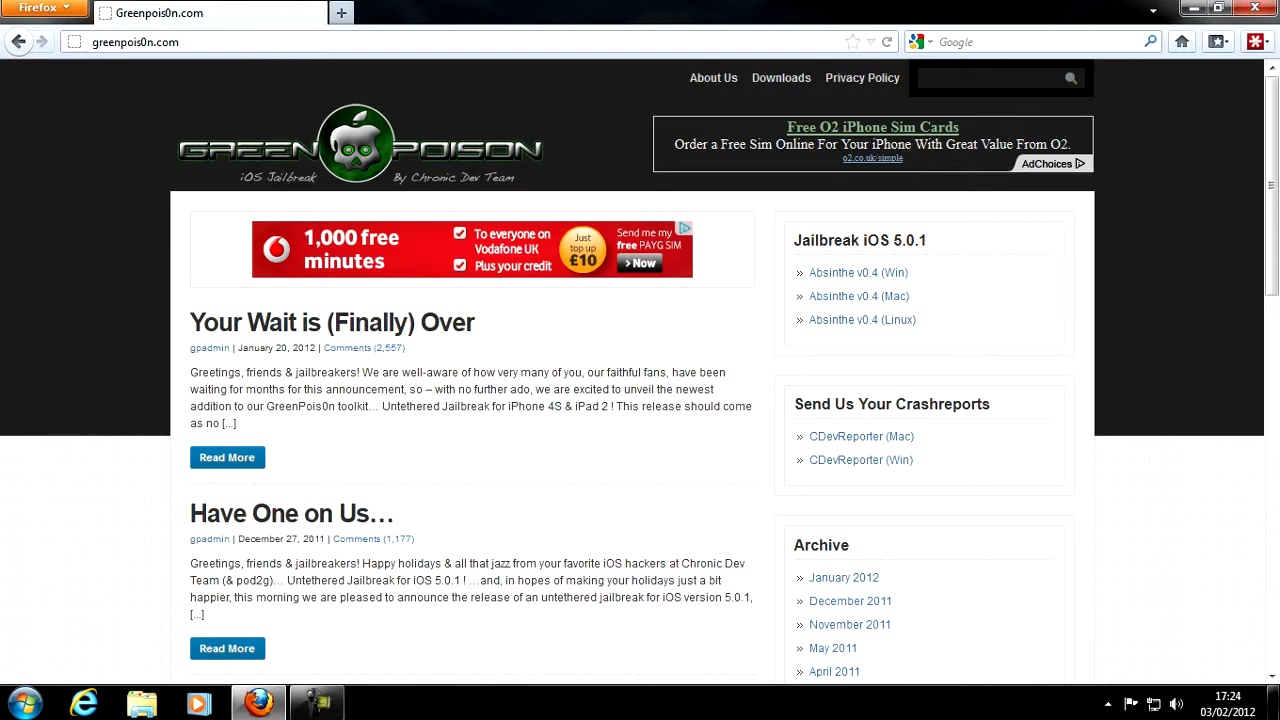 Firefox
Greenpois0n.com
greenpois0n.com
Google
About Us Downloads Privacy Policy
GREEN POISON
iOS Jailbreak By Chronic Dev Team
Free O2 iPhone Sim Cards
Order a Free Sim Online For Your iPhone With Great Value From O2.
o2.co.uk/simple
AdChoices
1,000 free
minutes
To everyone on
Vodafone UK
Plus your credit
Just
top up
£10
Send me my
free PAYG SIM
Now
Your Wait is (Finally) Over
gpadmin | January 20, 2012 | Comments (2,557)
Greetings, friends & jailbreakers! We are well-aware of how very many of you, our faithful fans, have been
waiting for months for this announcement, so – with no further ado, we are excited to unveil the newest
addition to our GreenPois0n toolkit… Untethered Jailbreak for iPhone 4S & iPad 2 ! This release should come
as no [...]
Read More
Have One on Us…
gpadmin | December 27, 2011 | Comments (1,177)
Greetings, friends & jailbreakers! Happy holidays & all that jazz from your favorite iOS hackers at Chronic Dev
Team (& pod2g)… Untethered Jailbreak for iOS 5.0.1 ! …and, in hopes of making your holidays just a bit
happier, this morning we are pleased to announce the release of an untethered jailbreak for iOS version 5.0.1,
[...]
Read More
Jailbreak iOS 5.0.1
» Absinthe v0.4 (Win)
» Absinthe v0.4 (Mac)
» Absinthe v0.4 (Linux)
Send Us Your Crashreports
» CDevReporter (Mac)
» CDevReporter (Win)
Archive
» January 2012
» December 2011
» November 2011
» May 2011
» April 2011
17:24
03/02/2012